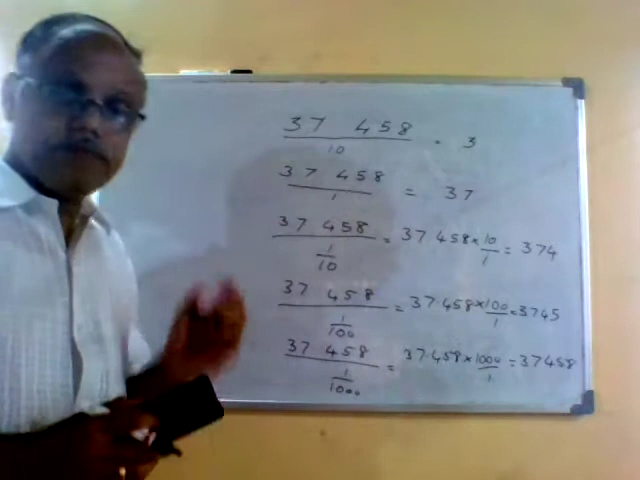 37 458 / 10 = 3
37 458 / 1 = 37
37 458 / 1/10 = 37 458 × 10/1 = 374
37 458 / 1/100 = 37 458 × 100/1 = 3745
37 458 / 1/1000 = 37.458 × 1000/1 = 37458